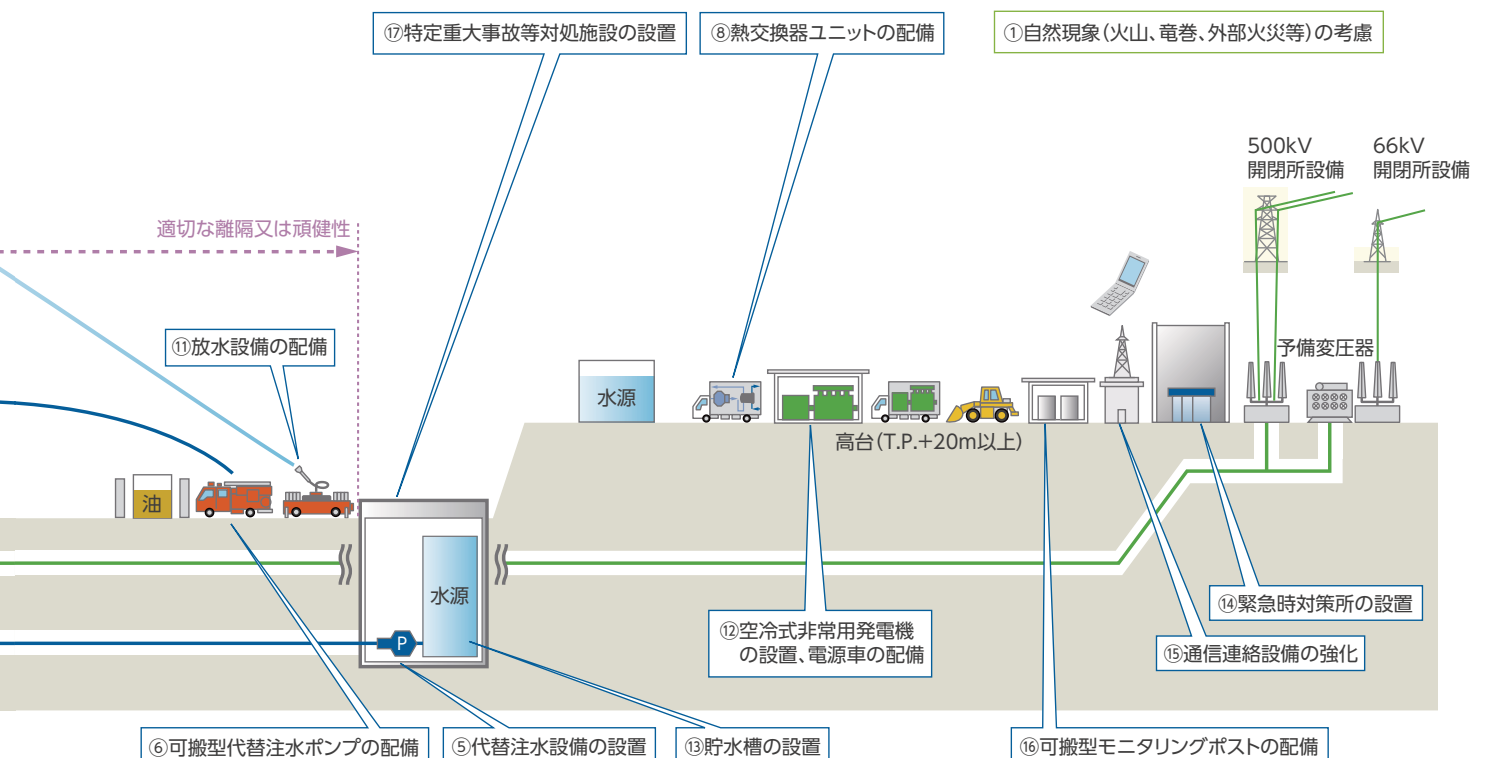 ⑰特定重大事故等対処施設の設置
⑧熱交換器ユニットの配備
①自然現象（火山、竜巻、外部火災等）の考慮
500kV
開閉所設備
66kV
開閉所設備
適切な離隔又は頑健性
⑪放水設備の配備
予備変圧器
水源
高台（T.P.+20m以上）
油
水源
P
⑫空冷式非常用発電機
の設置、電源車の配備
⑭緊急時対策所の設置
⑮通信連絡設備の強化
⑥可搬型代替注水ポンプの配備
⑤代替注水設備の設置
⑬貯水槽の設置
⑯可搬型モニタリングポストの配備